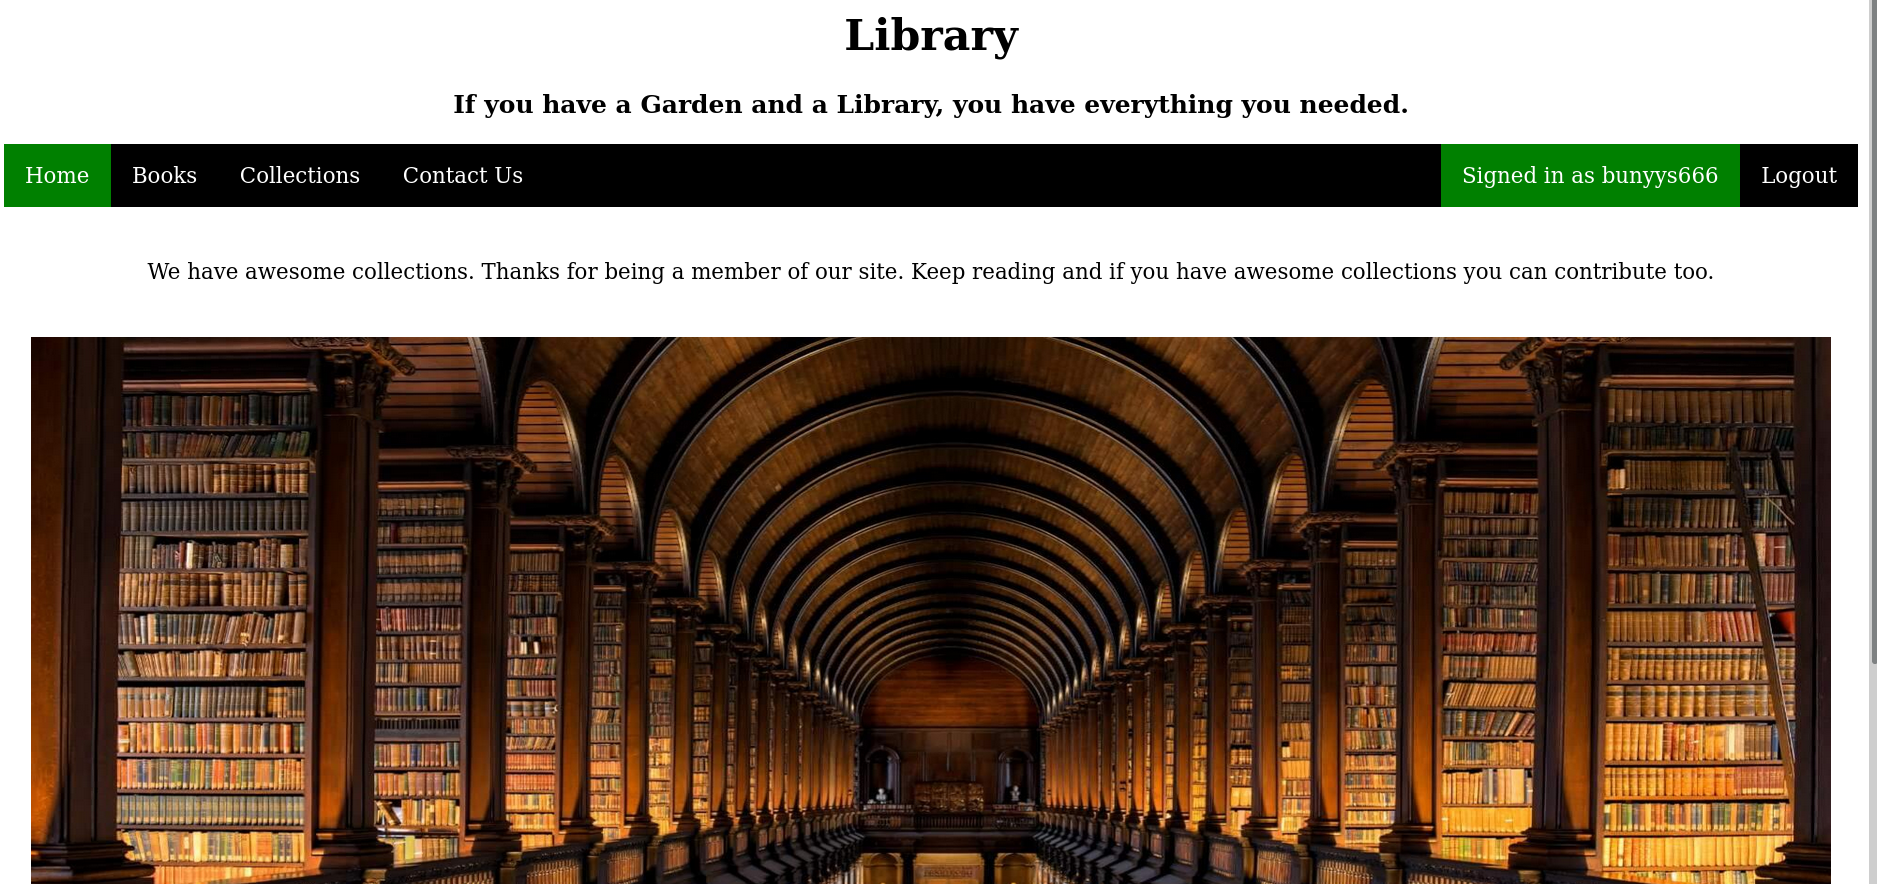 Library
If you have a Garden and a Library, you have everything you needed.
Home Books Collections Contact Us Signed in as bunyys666 Logout
We have awesome collections. Thanks for being a member of our site. Keep reading and if you have awesome collections you can contribute too.